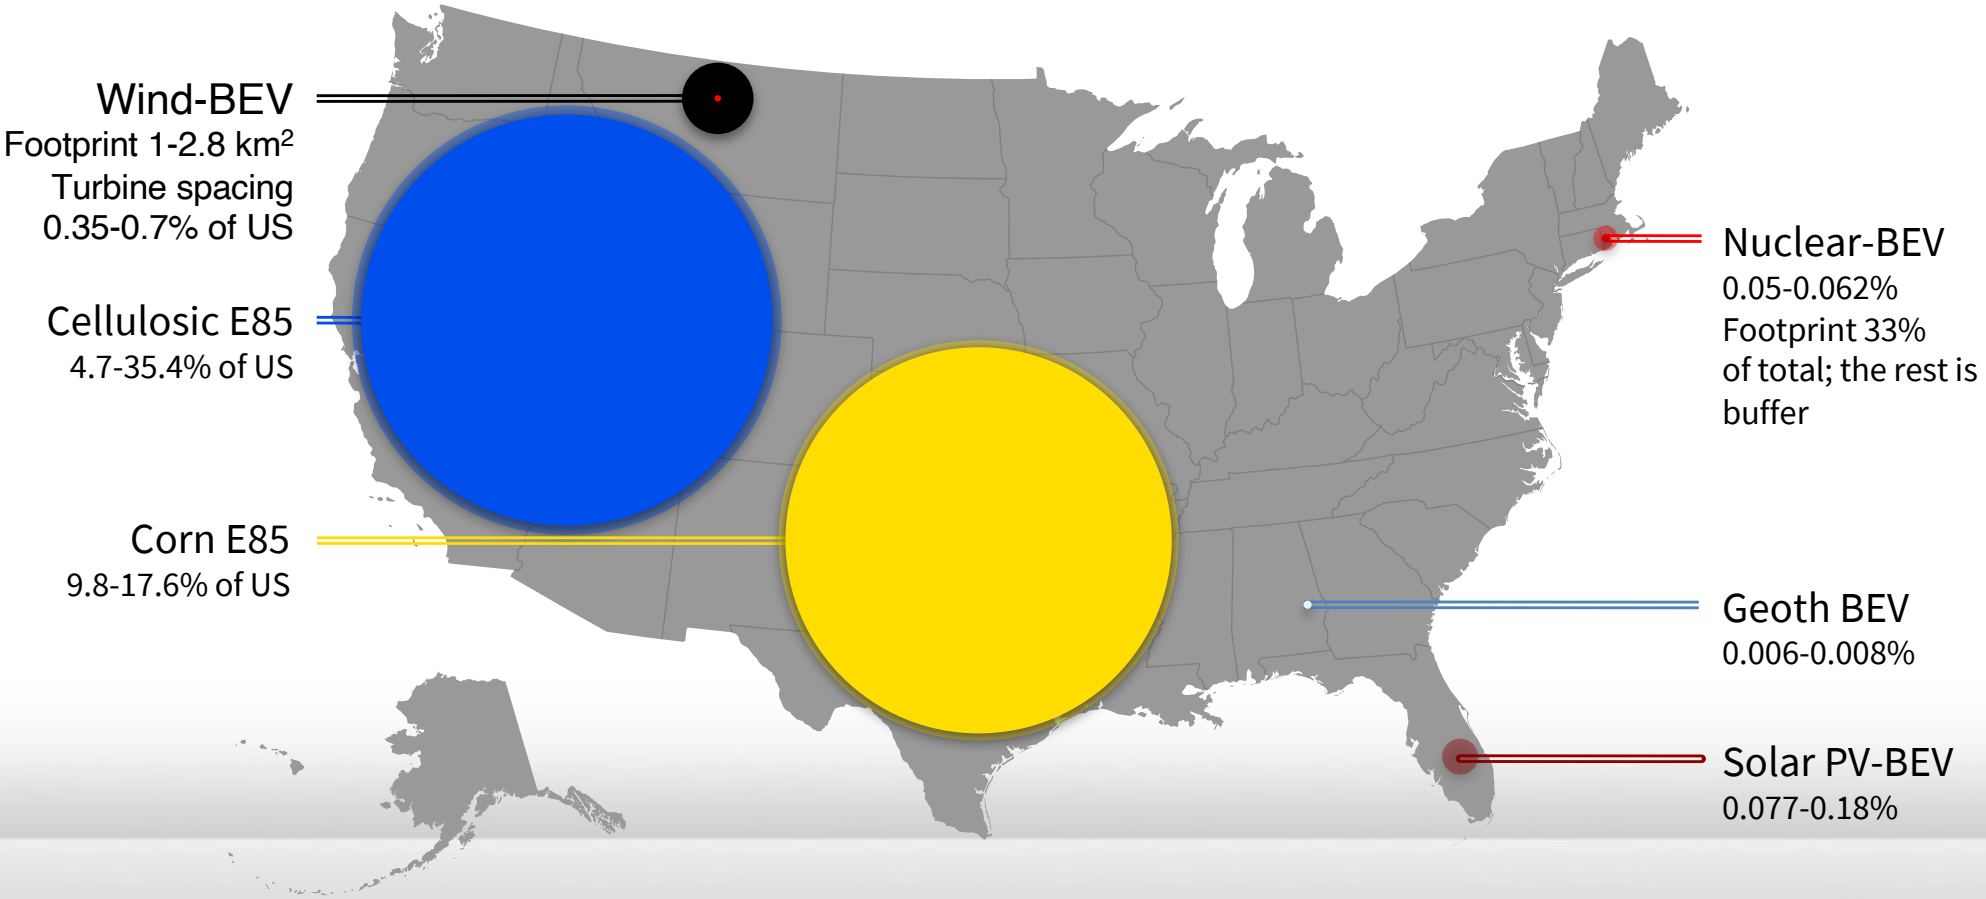 Wind-BEV
Footprint 1-2.8 km²
Turbine spacing
0.35-0.7% of US
Cellulosic E85
4.7-35.4% of US
Corn E85
9.8-17.6% of US
Nuclear-BEV
0.05-0.062%
Footprint 33%
of total; the rest is
buffer
Geoth BEV
0.006-0.008%
Solar PV-BEV
0.077-0.18%